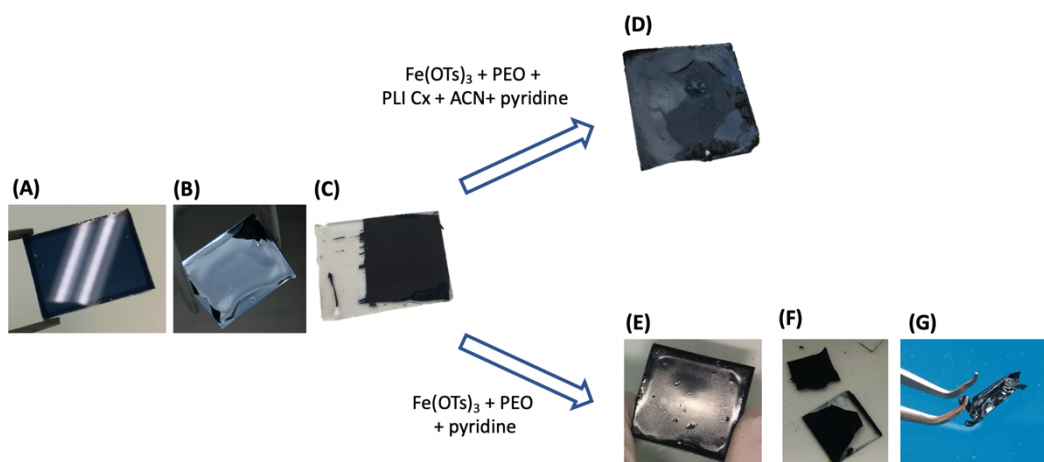 (D)
Fe(OTs)₃ + PEO +
PLI Cx + ACN+ pyridine
(A)
(B)
(C)
(E)
(F)
(G)
Fe(OTs)₃ + PEO
+ pyridine